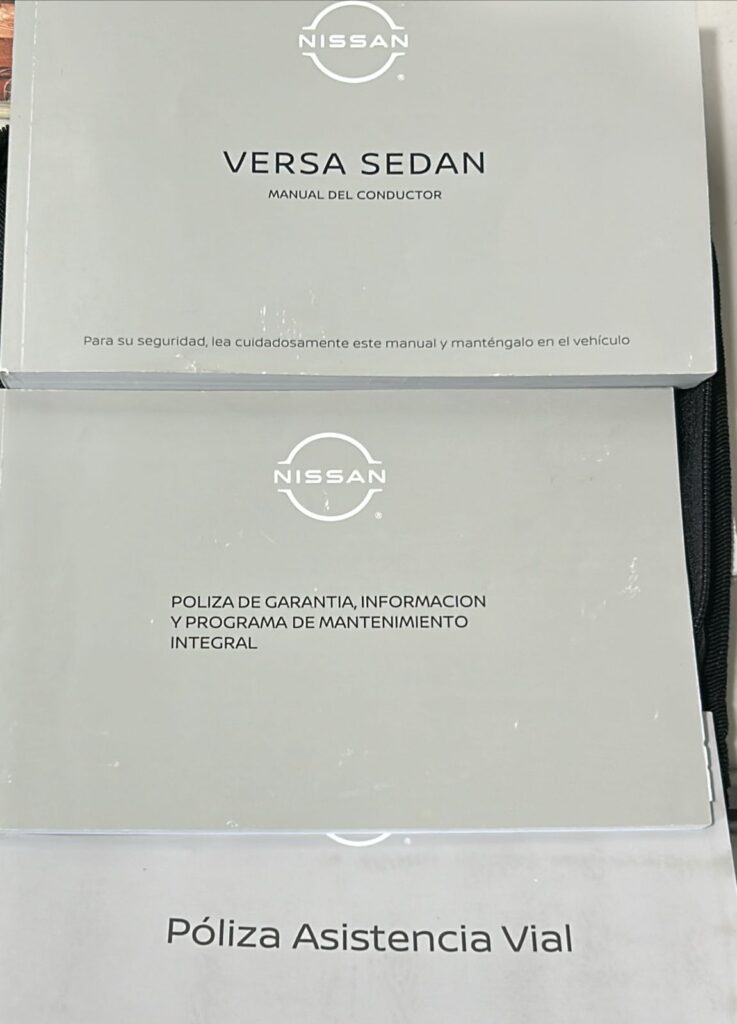 NISSAN
VERSA SEDAN
MANUAL DEL CONDUCTOR
Para su seguridad, lea cuidadosamente este manual y manténgalo en el vehículo
NISSAN
POLIZA DE GARANTIA, INFORMACION
Y PROGRAMA DE MANTENIMIENTO
INTEGRAL
Póliza Asistencia Vial